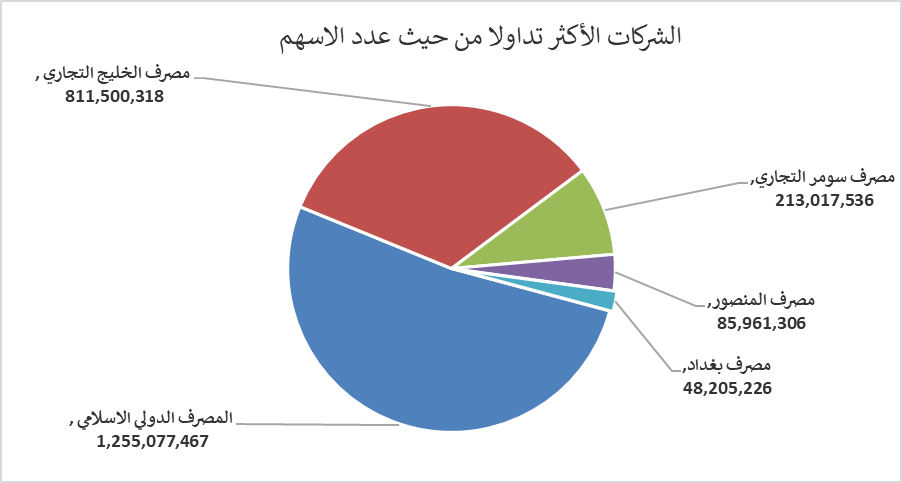 الشركات الأكثر تداولا من حيث عدد الاسهم
مصرف الخليج التجاري ,
811,500,318
مصرف سومر التجاري,
213,017,536
مصرف المنصور,
85,961,306
مصرف بغداد,
48,205,226
المصرف الدولي الاسلامي ,
1,255,077,467